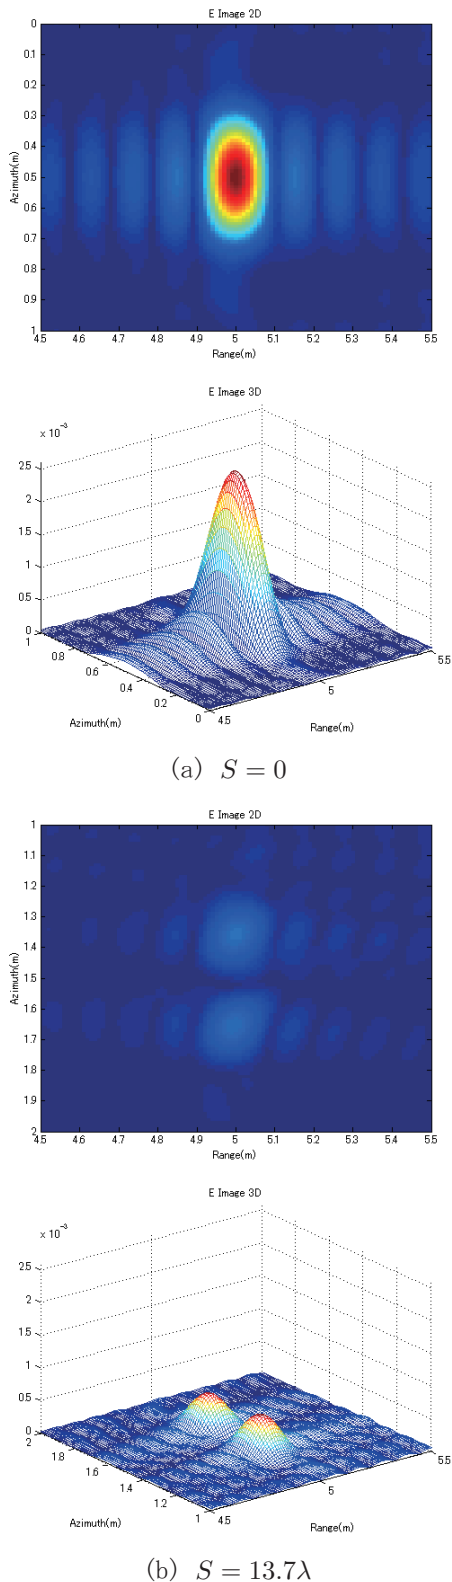 E Image 2D
0
0.1
0.2
0.3
0.4
0.5
0.6
0.7
0.8
0.9
1
Azimuth(m)
4.5 4.6 4.7 4.8 4.9 5 5.1 5.2 5.3 5.4 5.5
Range(m)
E Image 3D
x 10⁻³
2.5
2
1.5
1
0.5
0
1 0.8 0.6 0.4 0.2 0
4.5 5 5.5
Azimuth(m)
Range(m)
(a) S = 0
E Image 2D
1
1.1
1.2
1.3
1.4
1.5
1.6
1.7
1.8
1.9
2
Azimuth(m)
4.5 4.6 4.7 4.8 4.9 5 5.1 5.2 5.3 5.4 5.5
Range(m)
E Image 3D
x 10⁻³
2.5
2
1.5
1
0.5
0
2 1.8 1.6 1.4 1.2 1
4.5 5 5.5
Azimuth(m)
Range(m)
(b) S = 13.7λ